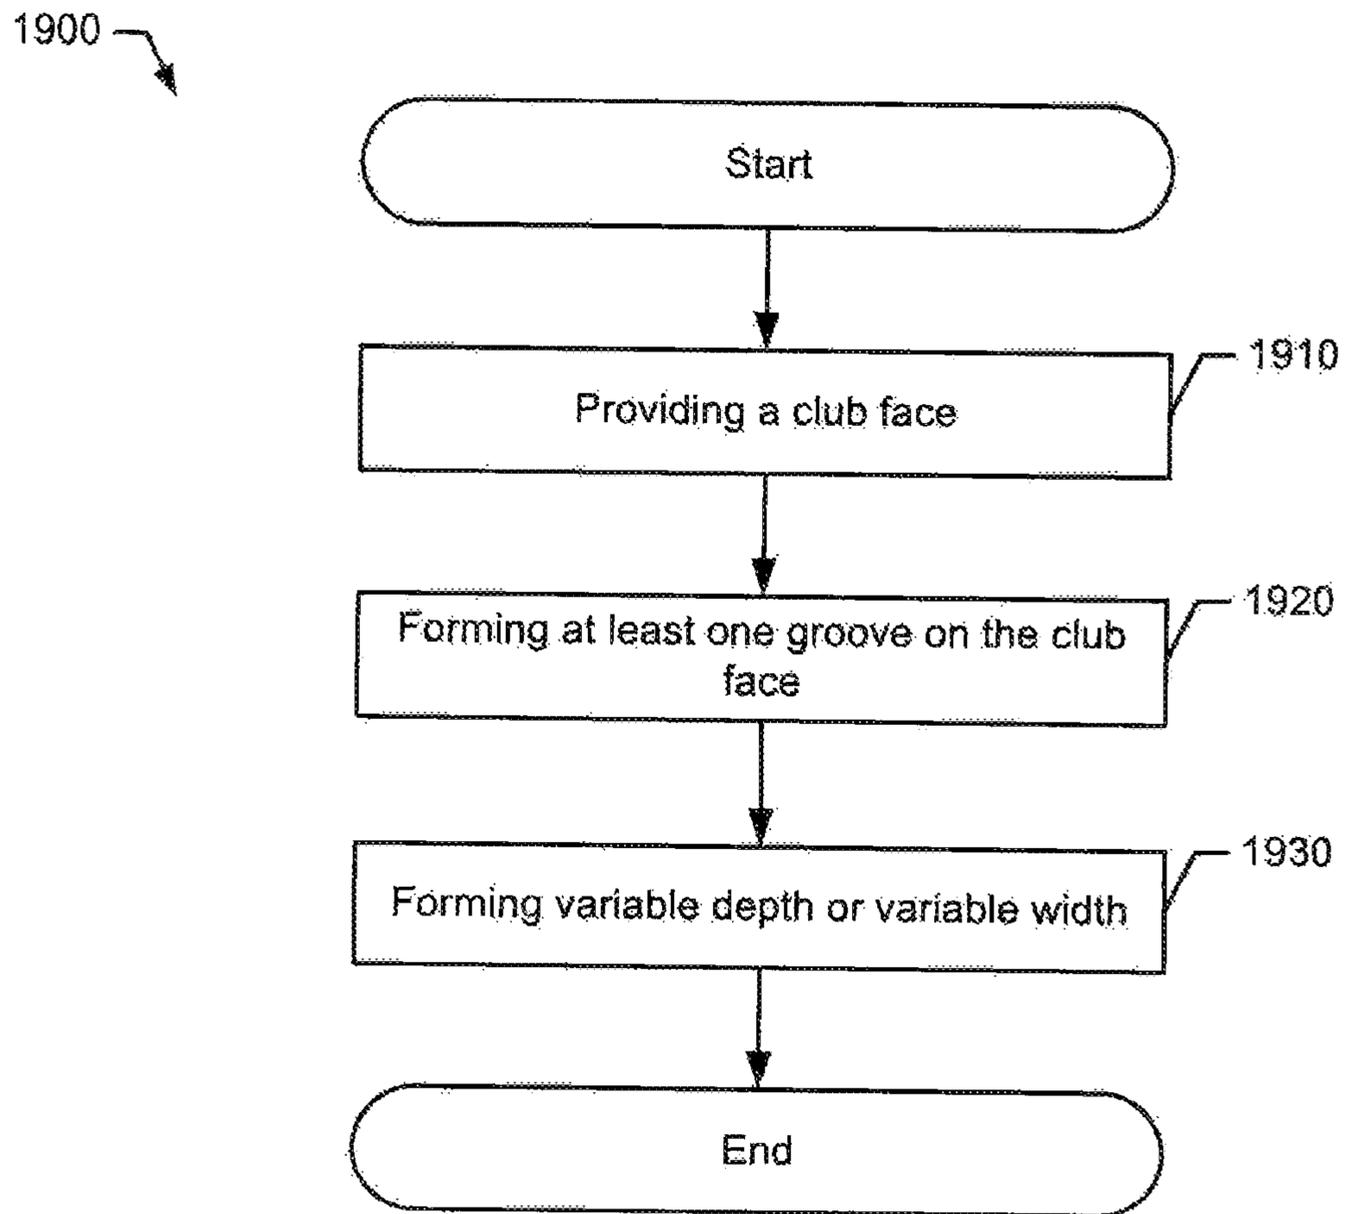 1900
Start
Providing a club face
1910
Forming at least one groove on the club
face
1920
Forming variable depth or variable width
1930
End